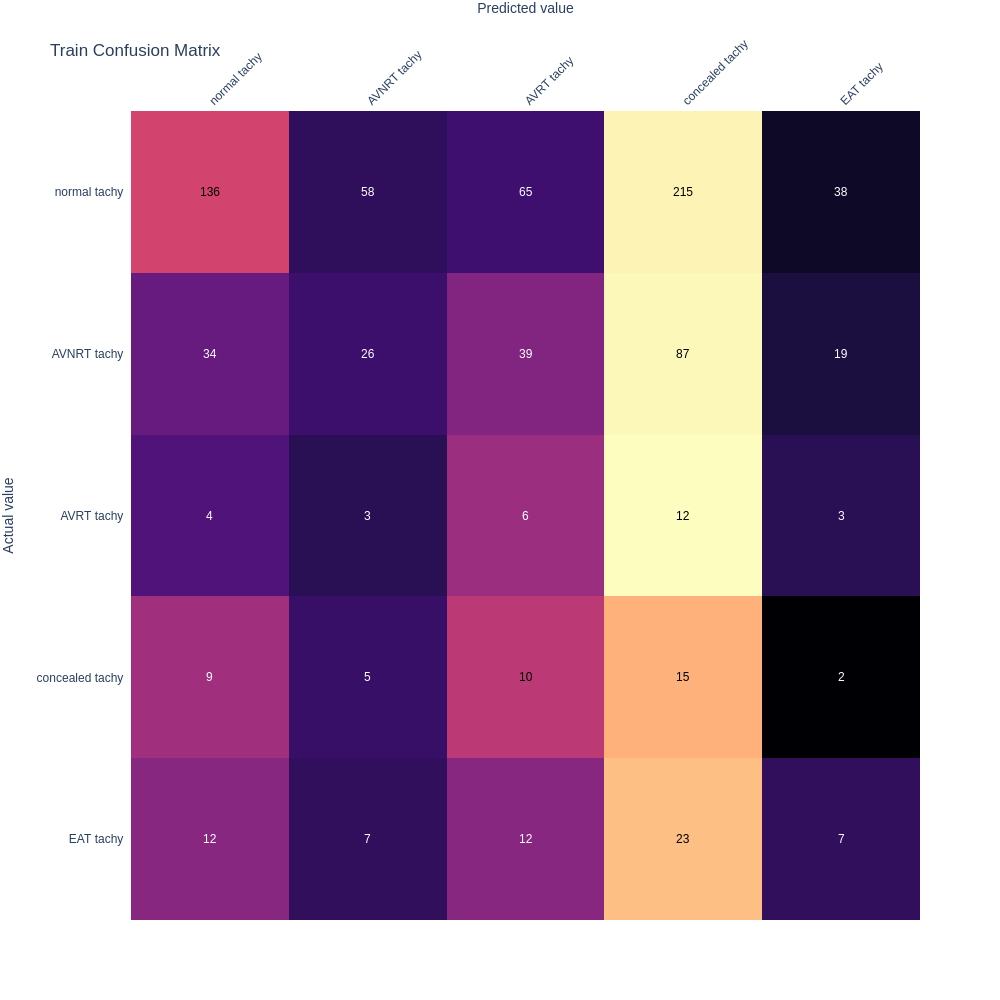 Predicted value
Train Confusion Matrix
normal tachy AVNRT tachy AVRT tachy concealed tachy EAT tachy
normal tachy 136 58 65 215 38
AVNRT tachy 34 26 39 87 19
Actual value
AVRT tachy 4 3 6 12 3
concealed tachy 9 5 10 15 2
EAT tachy 12 7 12 23 7